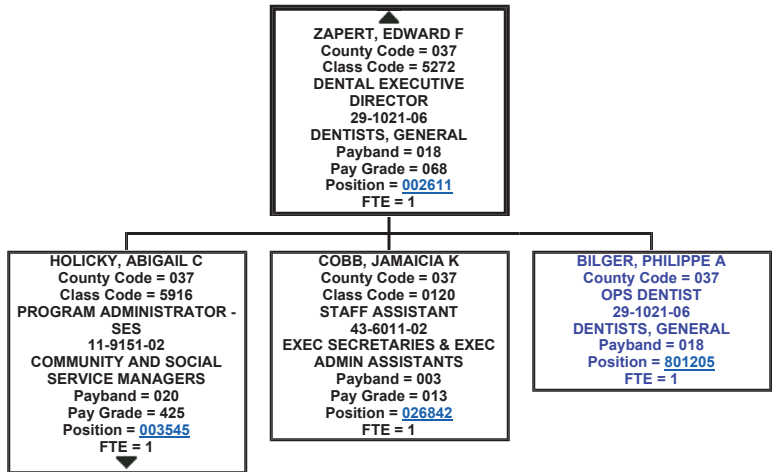 ZAPERT, EDWARD F
County Code = 037
Class Code = 5272
DENTAL EXECUTIVE
DIRECTOR
29-1021-06
DENTISTS, GENERAL
Payband = 018
Pay Grade = 068
Position = 002611
FTE = 1
HOLICKY, ABIGAIL C
County Code = 037
Class Code = 5916
PROGRAM ADMINISTRATOR -
SES
11-9151-02
COMMUNITY AND SOCIAL
SERVICE MANAGERS
Payband = 020
Pay Grade = 425
Position = 003545
FTE = 1
COBB, JAMAICIA K
County Code = 037
Class Code = 0120
STAFF ASSISTANT
43-6011-02
EXEC SECRETARIES & EXEC
ADMIN ASSISTANTS
Payband = 003
Pay Grade = 013
Position = 026842
FTE = 1
BILGER, PHILIPPE A
County Code = 037
OPS DENTIST
29-1021-06
DENTISTS, GENERAL
Payband = 018
Position = 801205
FTE = 1